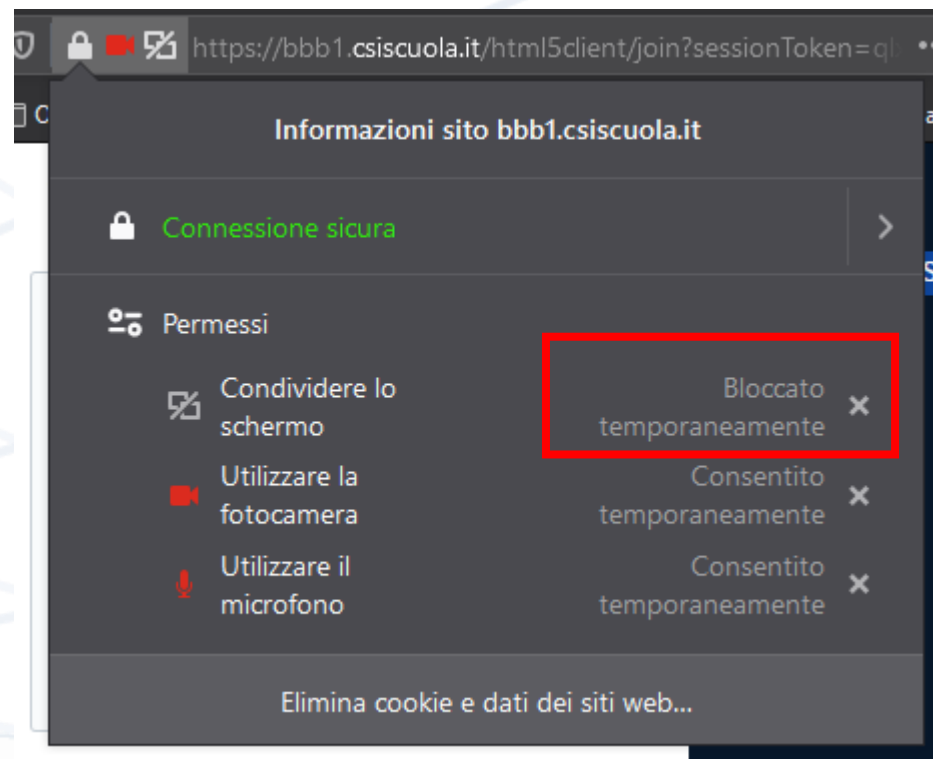 https://bbb1.csiscuola.it/html5client/join?sessionToken=q
Informazioni sito bbb1.csiscuola.it
Connessione sicura
Permessi
Condividere lo schermo
Bloccato temporaneamente
Utilizzare la fotocamera
Consentito temporaneamente
Utilizzare il microfono
Consentito temporaneamente
Elimina cookie e dati dei siti web...